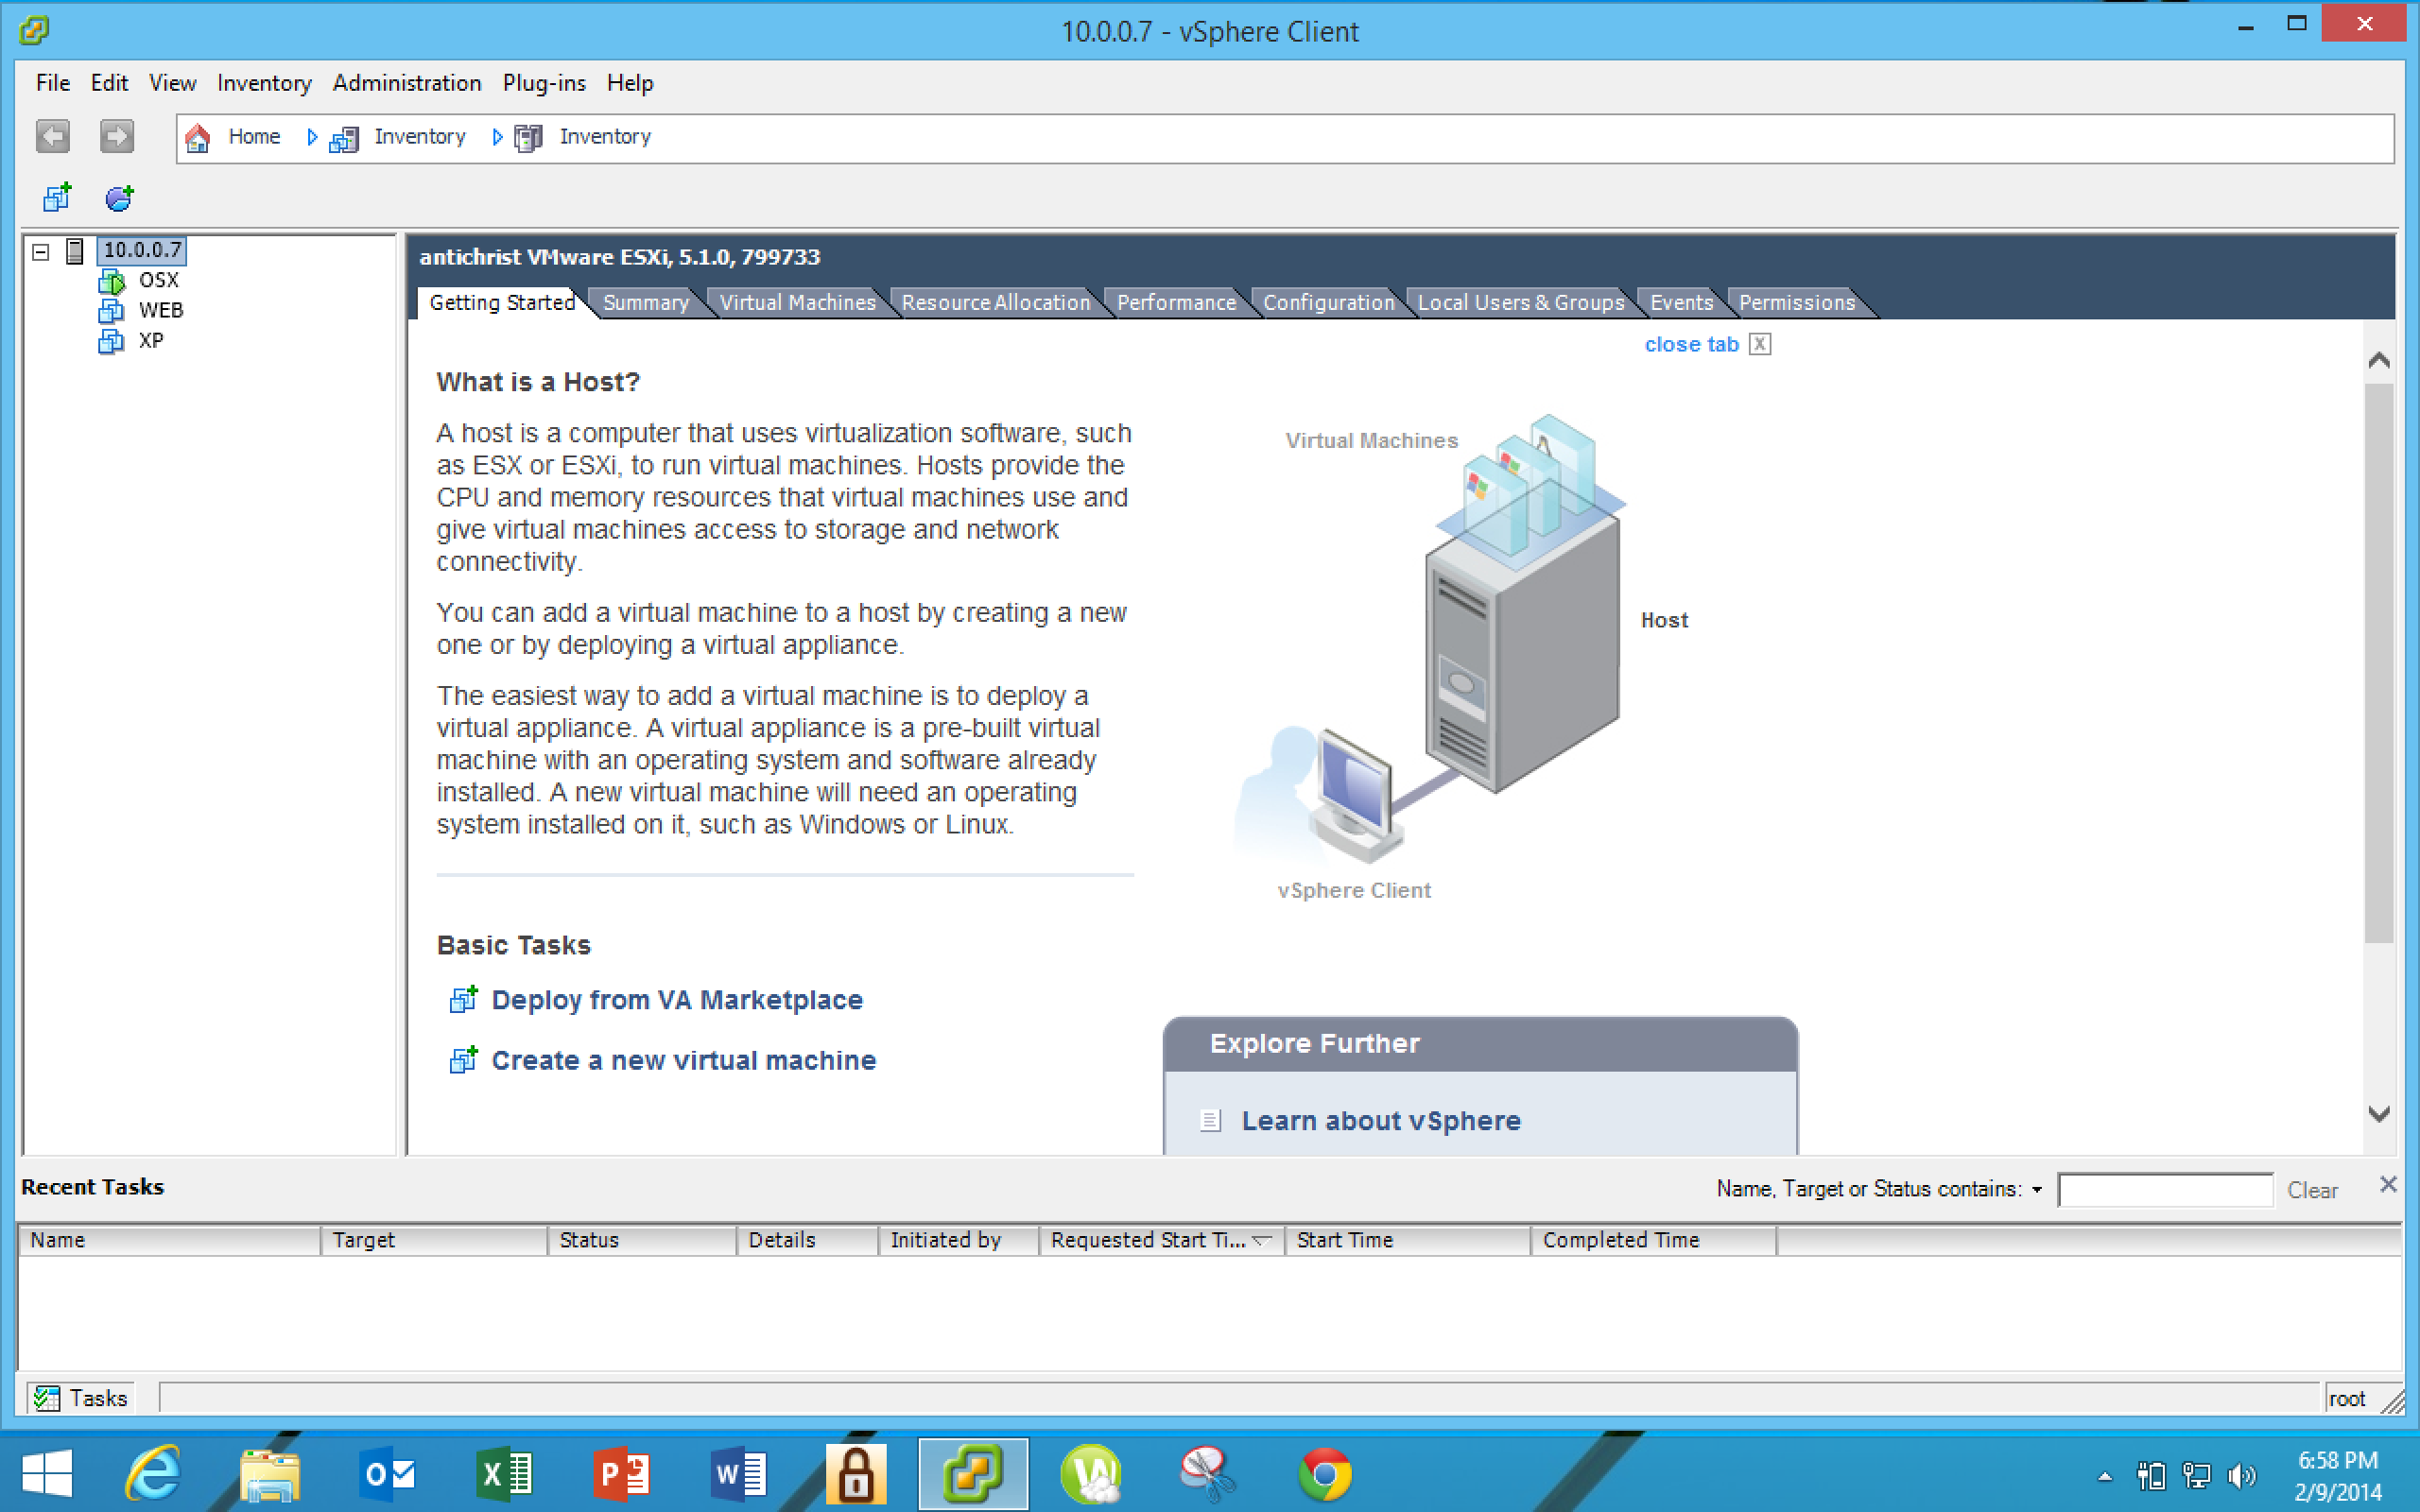 10.0.0.7 - vSphere Client
File Edit View Inventory Administration Plug-ins Help
Home Inventory Inventory
10.0.0.7
OSX
WEB
XP
antichrist VMware ESXi, 5.1.0, 799733
Getting Started Summary Virtual Machines Resource Allocation Performance Configuration Local Users & Groups Events Permissions
close tab X
What is a Host?
A host is a computer that uses virtualization software, such
as ESX or ESXi, to run virtual machines. Hosts provide the
CPU and memory resources that virtual machines use and
give virtual machines access to storage and network
connectivity.
You can add a virtual machine to a host by creating a new
one or by deploying a virtual appliance.
The easiest way to add a virtual machine is to deploy a
virtual appliance. A virtual appliance is a pre-built virtual
machine with an operating system and software already
installed. A new virtual machine will need an operating
system installed on it, such as Windows or Linux.
Virtual Machines
Host
vSphere Client
Basic Tasks
Deploy from VA Marketplace
Create a new virtual machine
Explore Further
Learn about vSphere
Recent Tasks
Name, Target or Status contains: Clear
Name Target Status Details Initiated by Requested Start Ti... Start Time Completed Time
Tasks
root
6:58 PM
2/9/2014